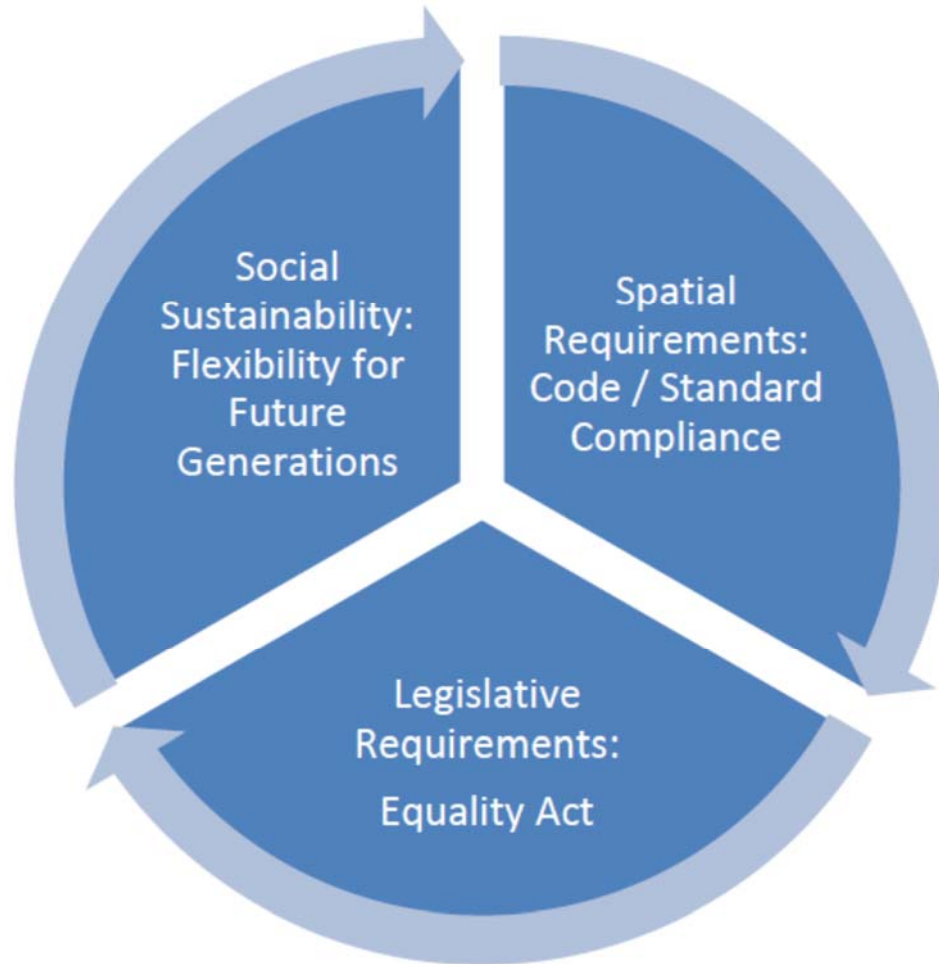 Social
Sustainability:
Flexibility for
Future
Generations
Spatial
Requirements:
Code / Standard
Compliance
Legislative
Requirements:
Equality Act